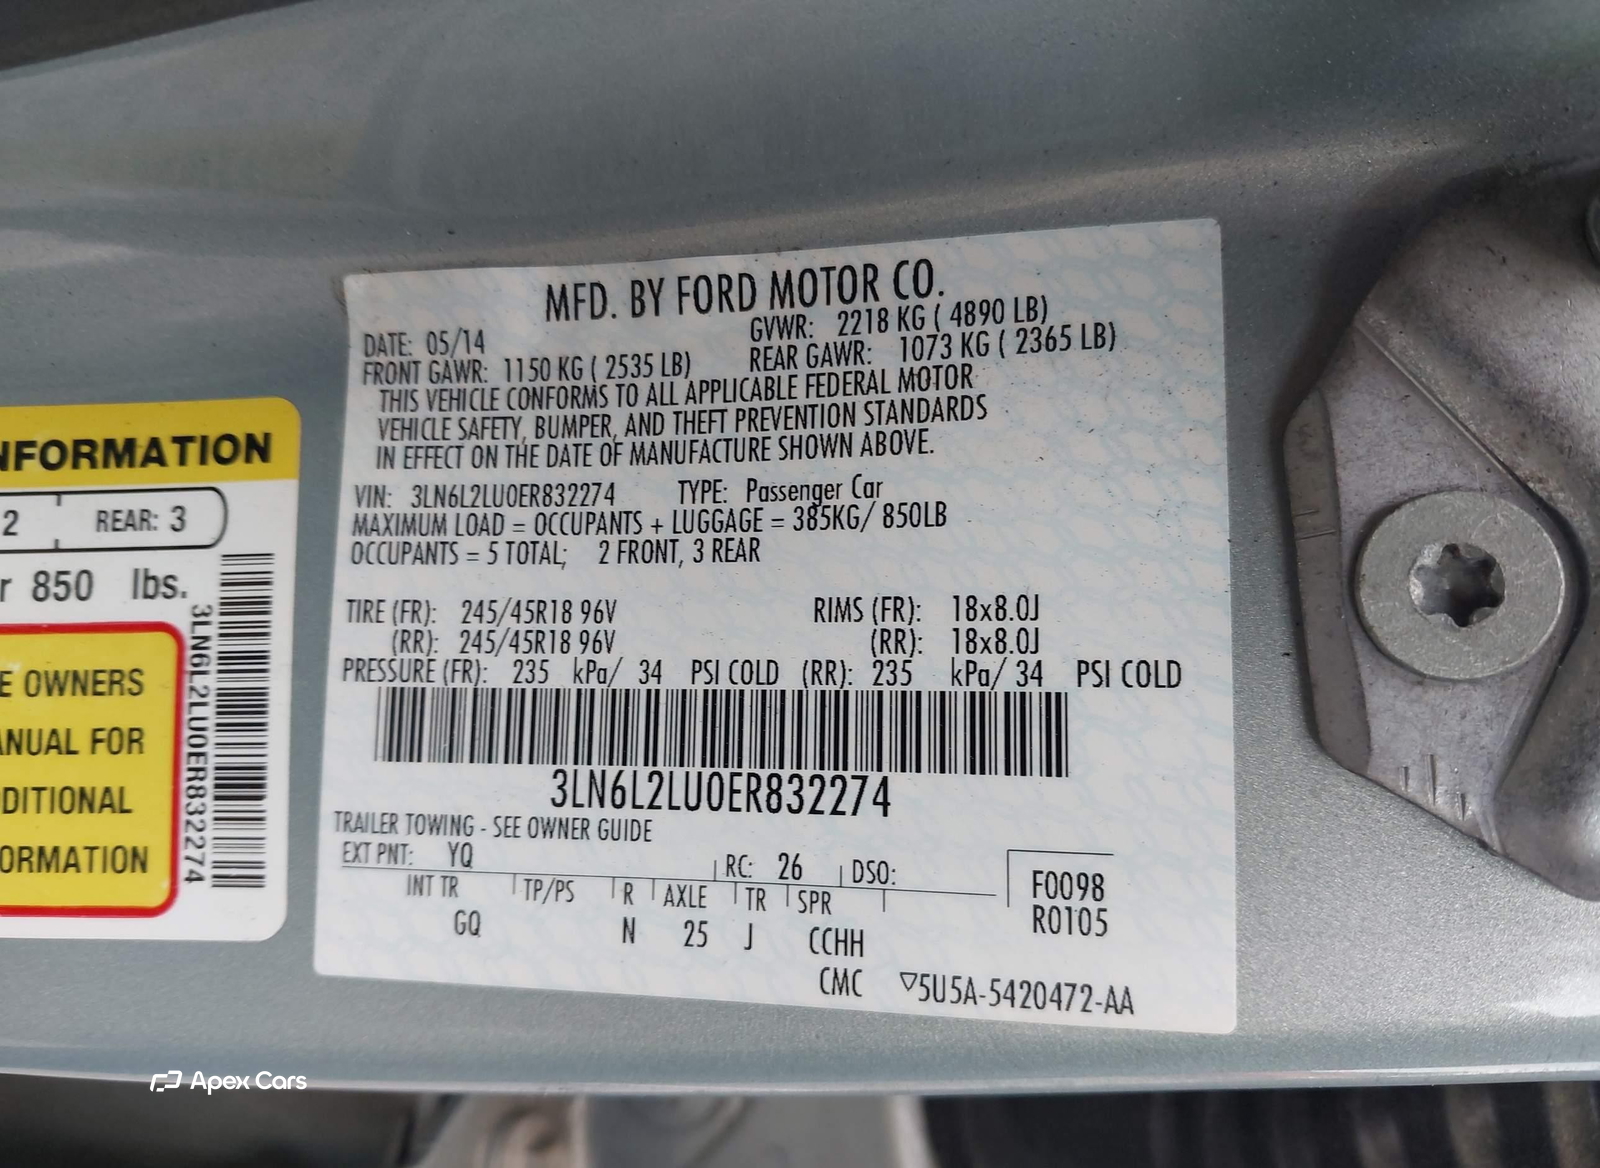 MFD. BY FORD MOTOR CO.
DATE: 05/14 GVWR: 2218 KG ( 4890 LB)
FRONT GAWR: 1150 KG ( 2535 LB) REAR GAWR: 1073 KG ( 2365 LB)
THIS VEHICLE CONFORMS TO ALL APPLICABLE FEDERAL MOTOR
VEHICLE SAFETY, BUMPER, AND THEFT PREVENTION STANDARDS
IN EFFECT ON THE DATE OF MANUFACTURE SHOWN ABOVE.
VIN: 3LN6L2LU0ER832274 TYPE: Passenger Car
MAXIMUM LOAD = OCCUPANTS + LUGGAGE = 385KG/ 850LB
OCCUPANTS = 5 TOTAL; 2 FRONT, 3 REAR
TIRE (FR): 245/45R18 96V RIMS (FR): 18x8.0J
(RR): 245/45R18 96V (RR): 18x8.0J
PRESSURE (FR): 235 kPa/ 34 PSI COLD (RR): 235 kPa/ 34 PSI COLD
3LN6L2LU0ER832274
TRAILER TOWING - SEE OWNER GUIDE
EXT PNT: YQ RC: 26 DSO:
INT TR TP/PS R AXLE TR SPR
GQ N 25 J CCHH
F0098
R0105
CMC ▽5U5A-5420472-AA
NFORMATION
2 REAR: 3
r 850 lbs.
3LN6L2LU0ER832274
E OWNERS
ANUAL FOR
DITIONAL
ORMATION
Apex Cars